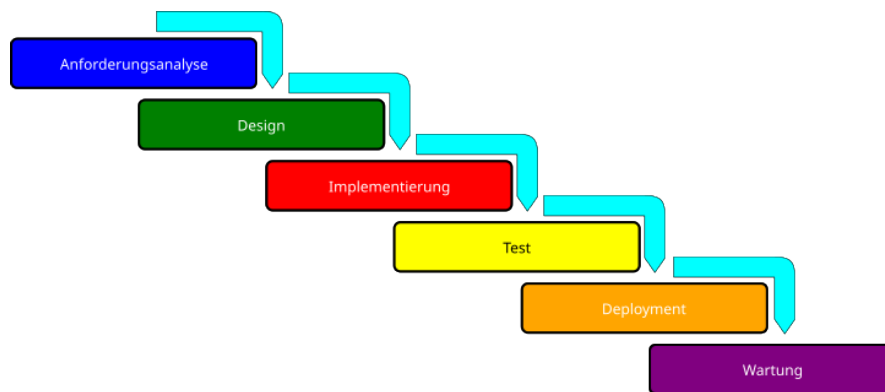 Anforderungsanalyse
Design
Implementierung
Test
Deployment
Wartung